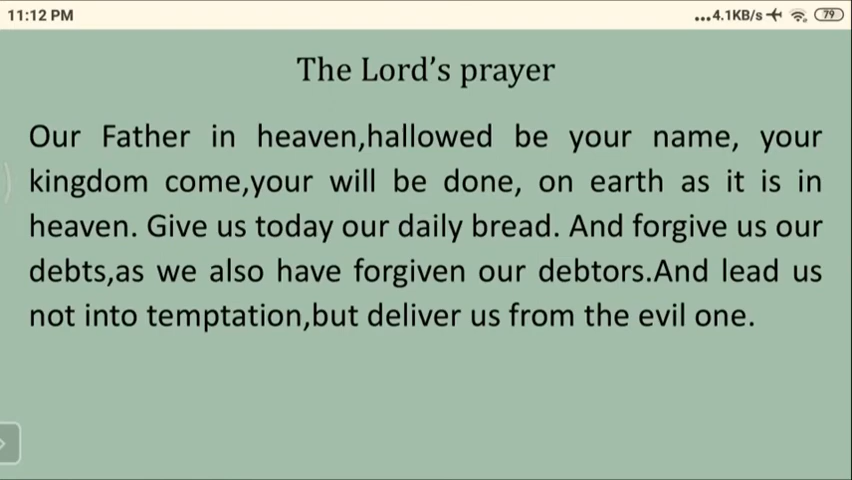 11:12 PM
...4.1KB/s 79
The Lord's prayer
Our Father in heaven,hallowed be your name, your
kingdom come,your will be done, on earth as it is in
heaven. Give us today our daily bread. And forgive us our
debts,as we also have forgiven our debtors.And lead us
not into temptation,but deliver us from the evil one.